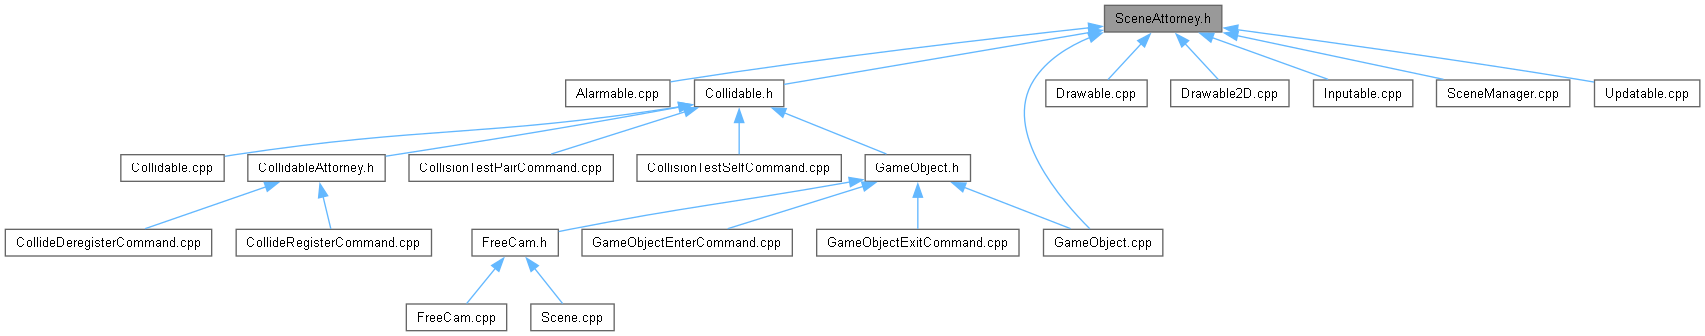 SceneAttorney.h
Alarmable.cpp
Collidable.h
Drawable.cpp
Drawable2D.cpp
Inputable.cpp
SceneManager.cpp
Updatable.cpp
Collidable.cpp
CollidableAttorney.h
CollisionTestPairCommand.cpp
CollisionTestSelfCommand.cpp
GameObject.h
CollideDeregisterCommand.cpp
CollideRegisterCommand.cpp
FreeCam.h
GameObjectEnterCommand.cpp
GameObjectExitCommand.cpp
GameObject.cpp
FreeCam.cpp
Scene.cpp